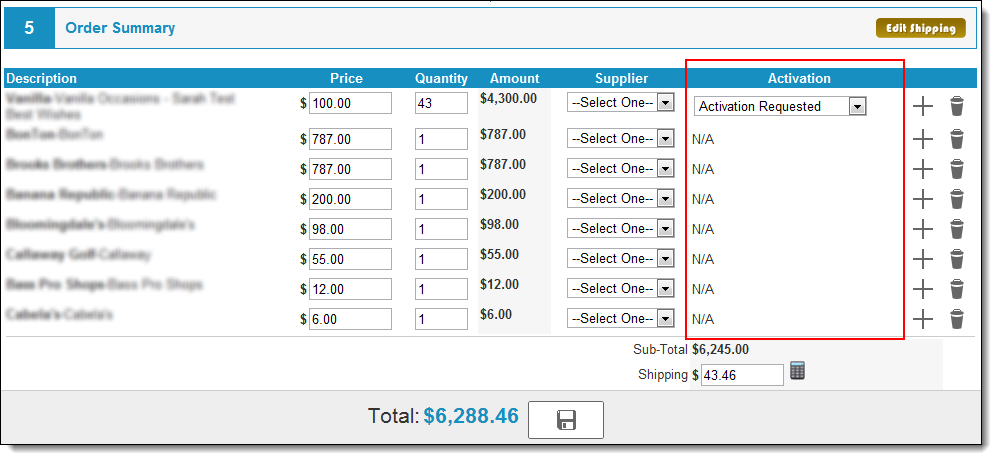 5 Order Summary Edit Shipping
Description Price Quantity Amount Supplier Activation
Vanilla-Vanilla Occasions - Sarah Test $ 100.00 43 $4,300.00 --Select One-- Activation Requested
Best Wishes
BonTon-BonTon $ 787.00 1 $787.00 --Select One-- N/A
Brooks Brothers-Brooks Brothers $ 787.00 1 $787.00 --Select One-- N/A
Banana Republic-Banana Republic $ 200.00 1 $200.00 --Select One-- N/A
Bloomingdale's-Bloomingdale's $ 98.00 1 $98.00 --Select One-- N/A
Callaway Golf-Callaway $ 55.00 1 $55.00 --Select One-- N/A
Bass Pro Shops-Bass Pro Shops $ 12.00 1 $12.00 --Select One-- N/A
Cabela's-Cabela's $ 6.00 1 $6.00 --Select One-- N/A
Sub-Total $6,245.00
Shipping $ 43.46
Total: $6,288.46